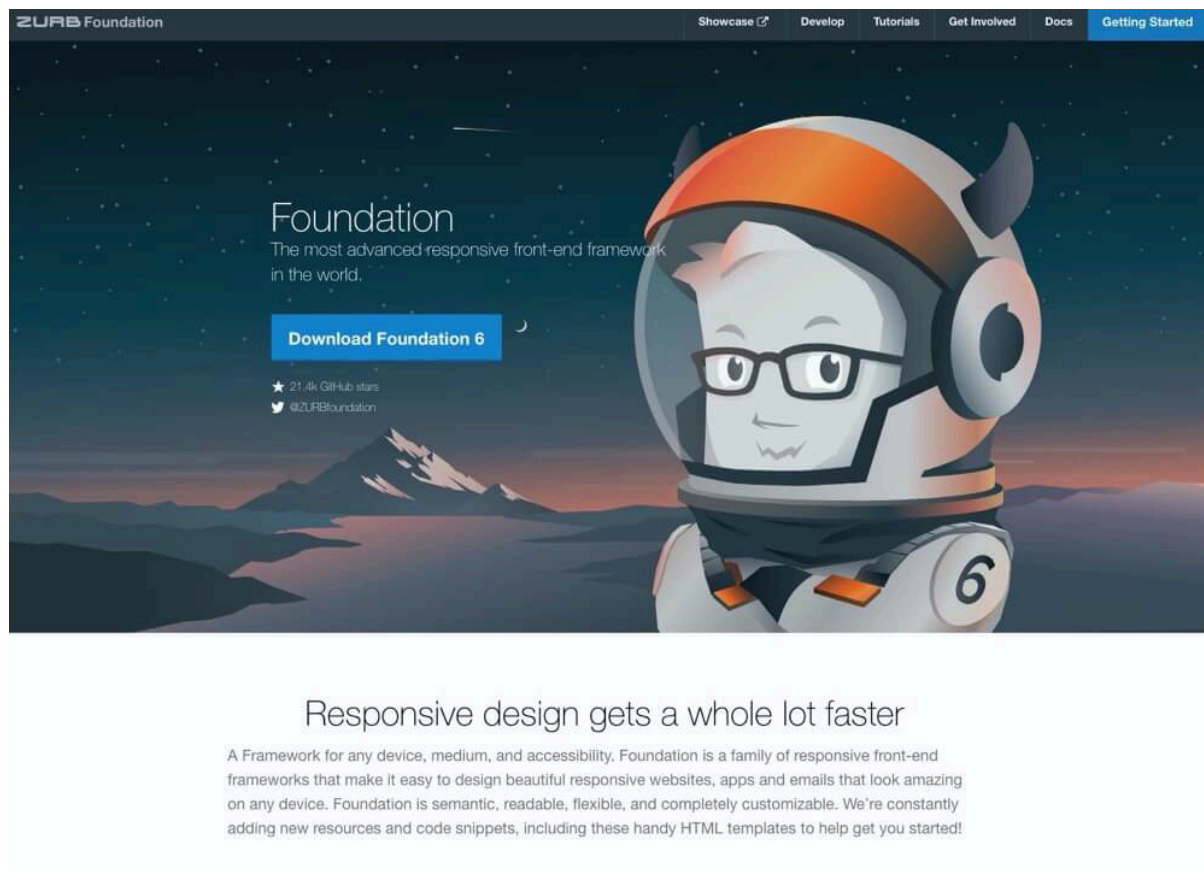 ZURB Foundation
Showcase Develop Tutorials Get Involved Docs Getting Started
Foundation
The most advanced responsive front-end framework
in the world.
Download Foundation 6
21.4k GitHub stars
@ZURBfoundation
6
Responsive design gets a whole lot faster
A Framework for any device, medium, and accessibility. Foundation is a family of responsive front-end
frameworks that make it easy to design beautiful responsive websites, apps and emails that look amazing
on any device. Foundation is semantic, readable, flexible, and completely customizable. We’re constantly
adding new resources and code snippets, including these handy HTML templates to help get you started!